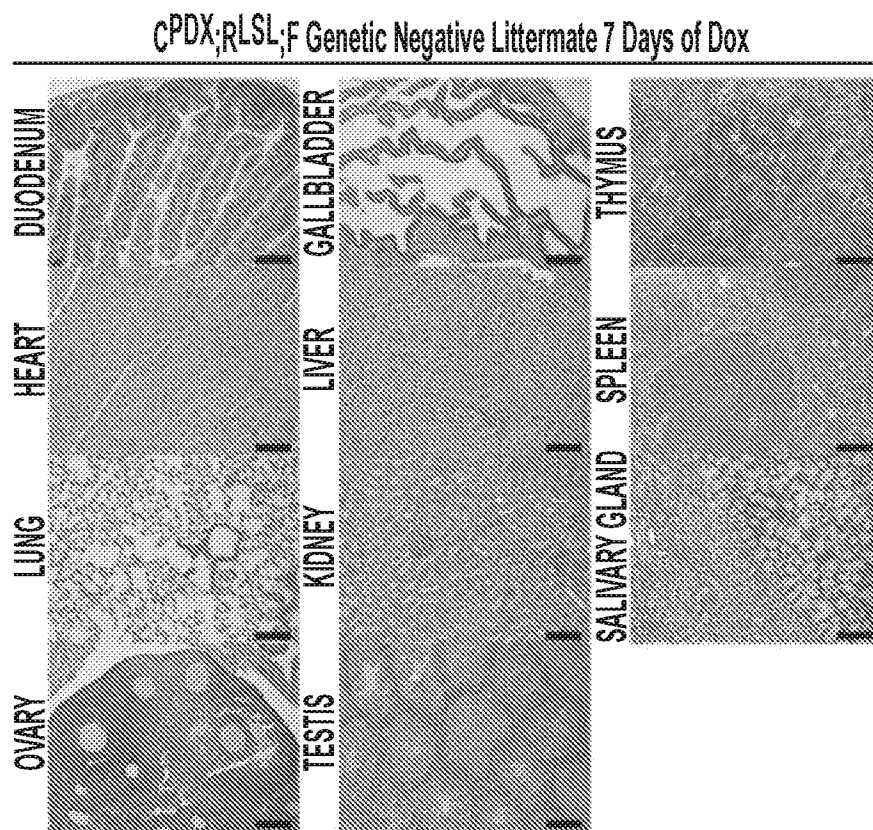 CPDX;RLSL;F Genetic Negative Littermate 7 Days of Dox
DUODENUM
GALLBLADDER
THYMUS
HEART
LIVER
SPLEEN
LUNG
KIDNEY
SALIVARY GLAND
OVARY
TESTIS